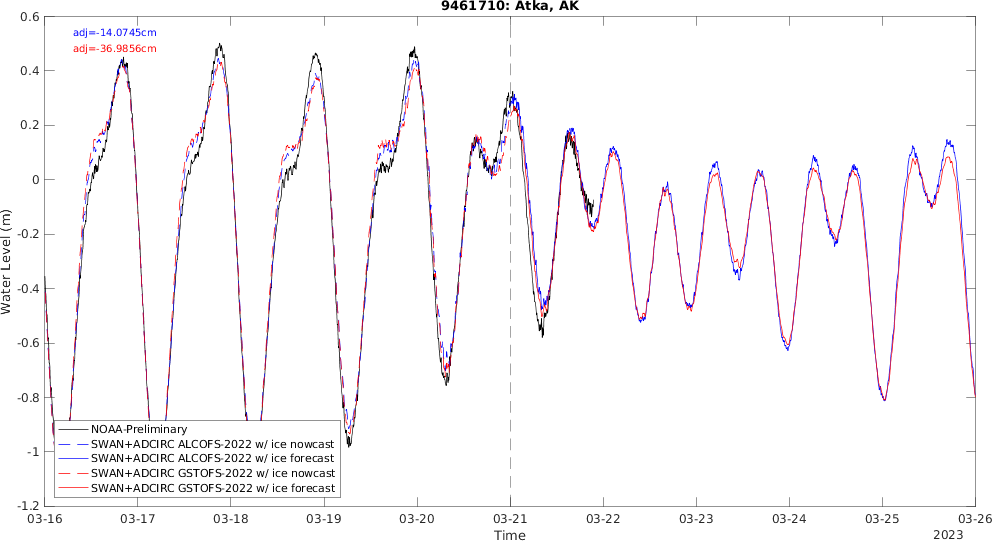 9461710: Atka, AK
adj=-14.0745cm
adj=-36.9856cm
0.6
0.4
0.2
0
-0.2
-0.4
-0.6
-0.8
-1
-1.2
Water Level (m)
NOAA-Preliminary
SWAN+ADCIRC ALCOFS-2022 w/ ice nowcast
SWAN+ADCIRC ALCOFS-2022 w/ ice forecast
SWAN+ADCIRC GSTOFS-2022 w/ ice nowcast
SWAN+ADCIRC GSTOFS-2022 w/ ice forecast
03-16 03-17 03-18 03-19 03-20 03-21 03-22 03-23 03-24 03-25 03-26
Time
2023